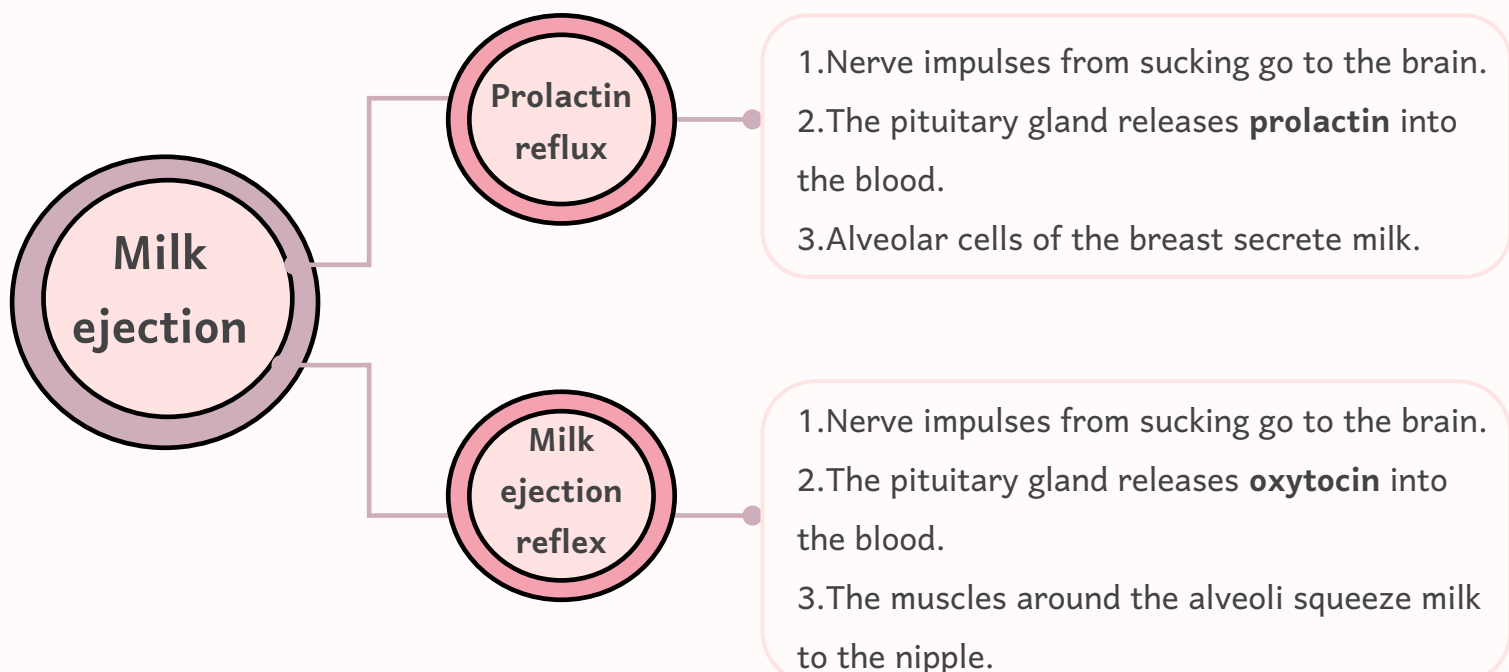 Milk
ejection
Prolactin
reflux
1.Nerve impulses from sucking go to the brain.
2.The pituitary gland releases prolactin into
the blood.
3.Alveolar cells of the breast secrete milk.
Milk
ejection
reflex
1.Nerve impulses from sucking go to the brain.
2.The pituitary gland releases oxytocin into
the blood.
3.The muscles around the alveoli squeeze milk
to the nipple.